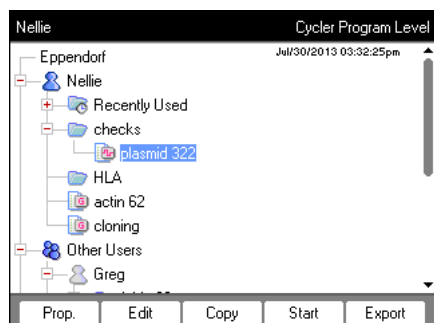 Nellie Cycler Program Level
Jul/30/2013 03:32:25pm
Eppendorf
Nellie
Recently Used
checks
plasmid 322
HLA
actin 62
cloning
Other Users
Greg
Prop. Edit Copy Start Export